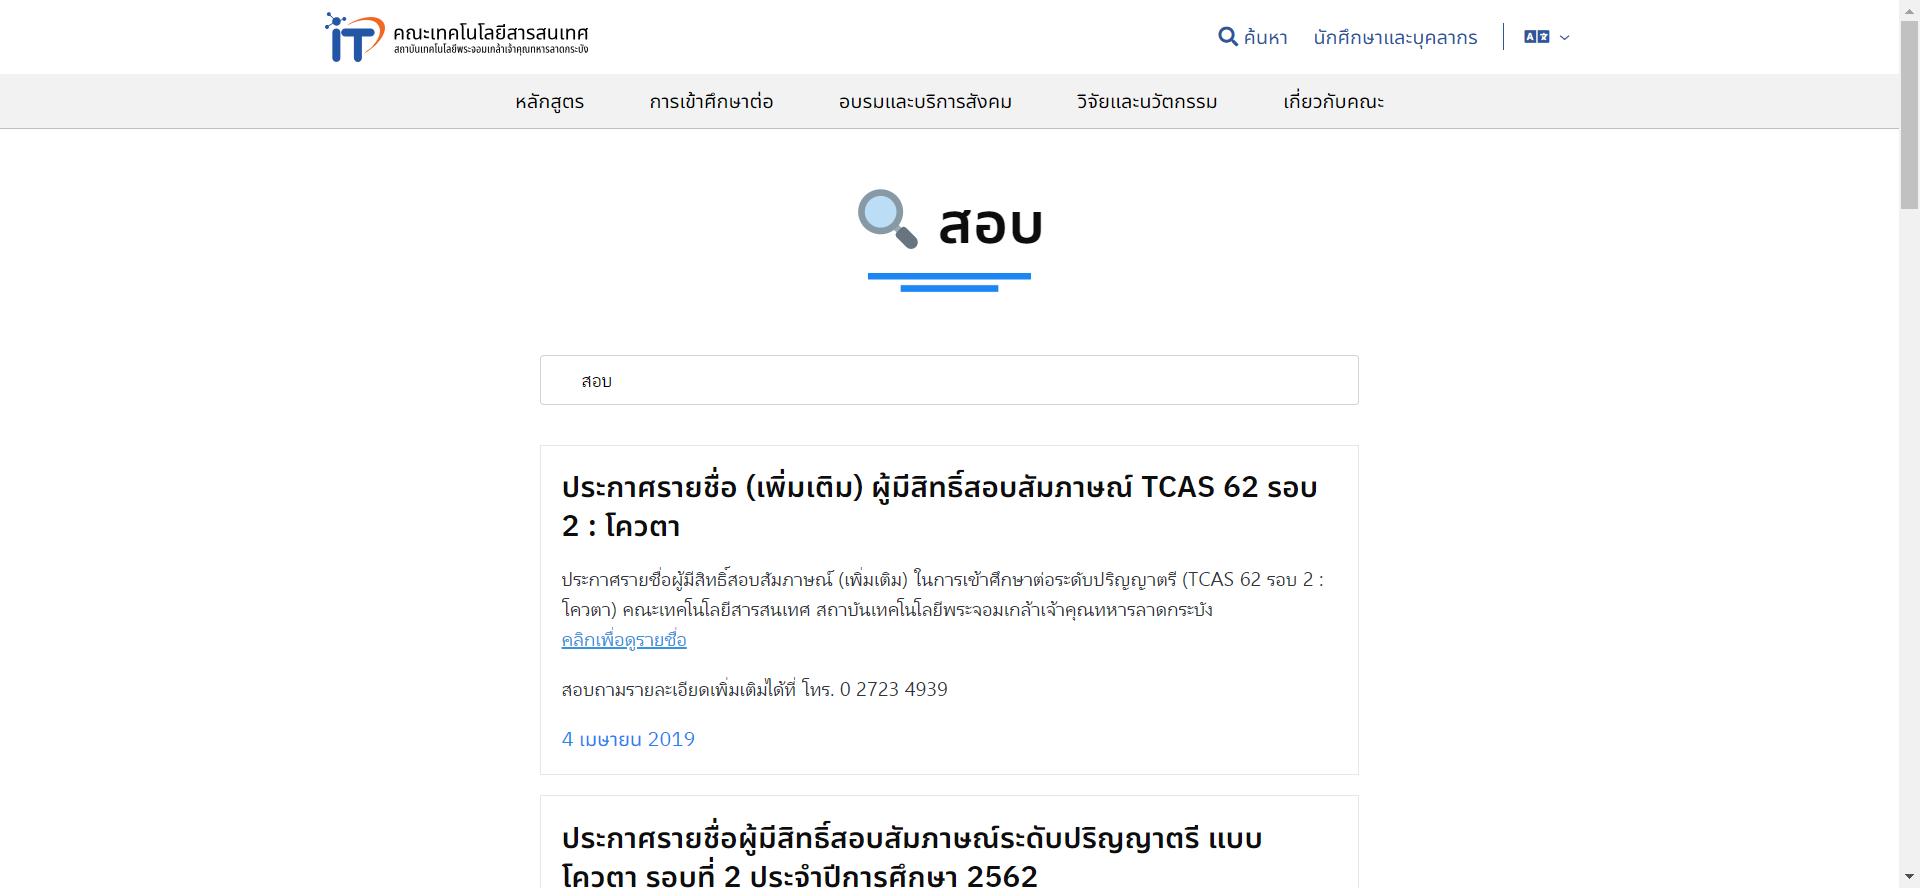 iT คณะเทคโนโลยีสารสนเทศ
สถาบันเทคโนโลยีพระจอมเกล้าเจ้าคุณทหารลาดกระบัง
ค้นหา นักศึกษาและบุคลากร
หลักสูตร การเข้าศึกษาต่อ อบรมและบริการสังคม วิจัยและนวัตกรรม เกี่ยวกับคณะ
สอบ
สอบ
ประกาศรายชื่อ (เพิ่มเติม) ผู้มีสิทธิ์สอบสัมภาษณ์ TCAS 62 รอบ
2 : โควตา
ประกาศรายชื่อผู้มีสิทธิ์สอบสัมภาษณ์ (เพิ่มเติม) ในการเข้าศึกษาต่อระดับปริญญาตรี (TCAS 62 รอบ 2 :
โควตา) คณะเทคโนโลยีสารสนเทศ สถาบันเทคโนโลยีพระจอมเกล้าเจ้าคุณทหารลาดกระบัง
คลิกเพื่อดูรายชื่อ
สอบถามรายละเอียดเพิ่มเติมได้ที่ โทร. 0 2723 4939
4 เมษายน 2019
ประกาศรายชื่อผู้มีสิทธิ์สอบสัมภาษณ์ระดับปริญญาตรี แบบ
โควตา รอบที่ 2 ประจำปีการศึกษา 2562